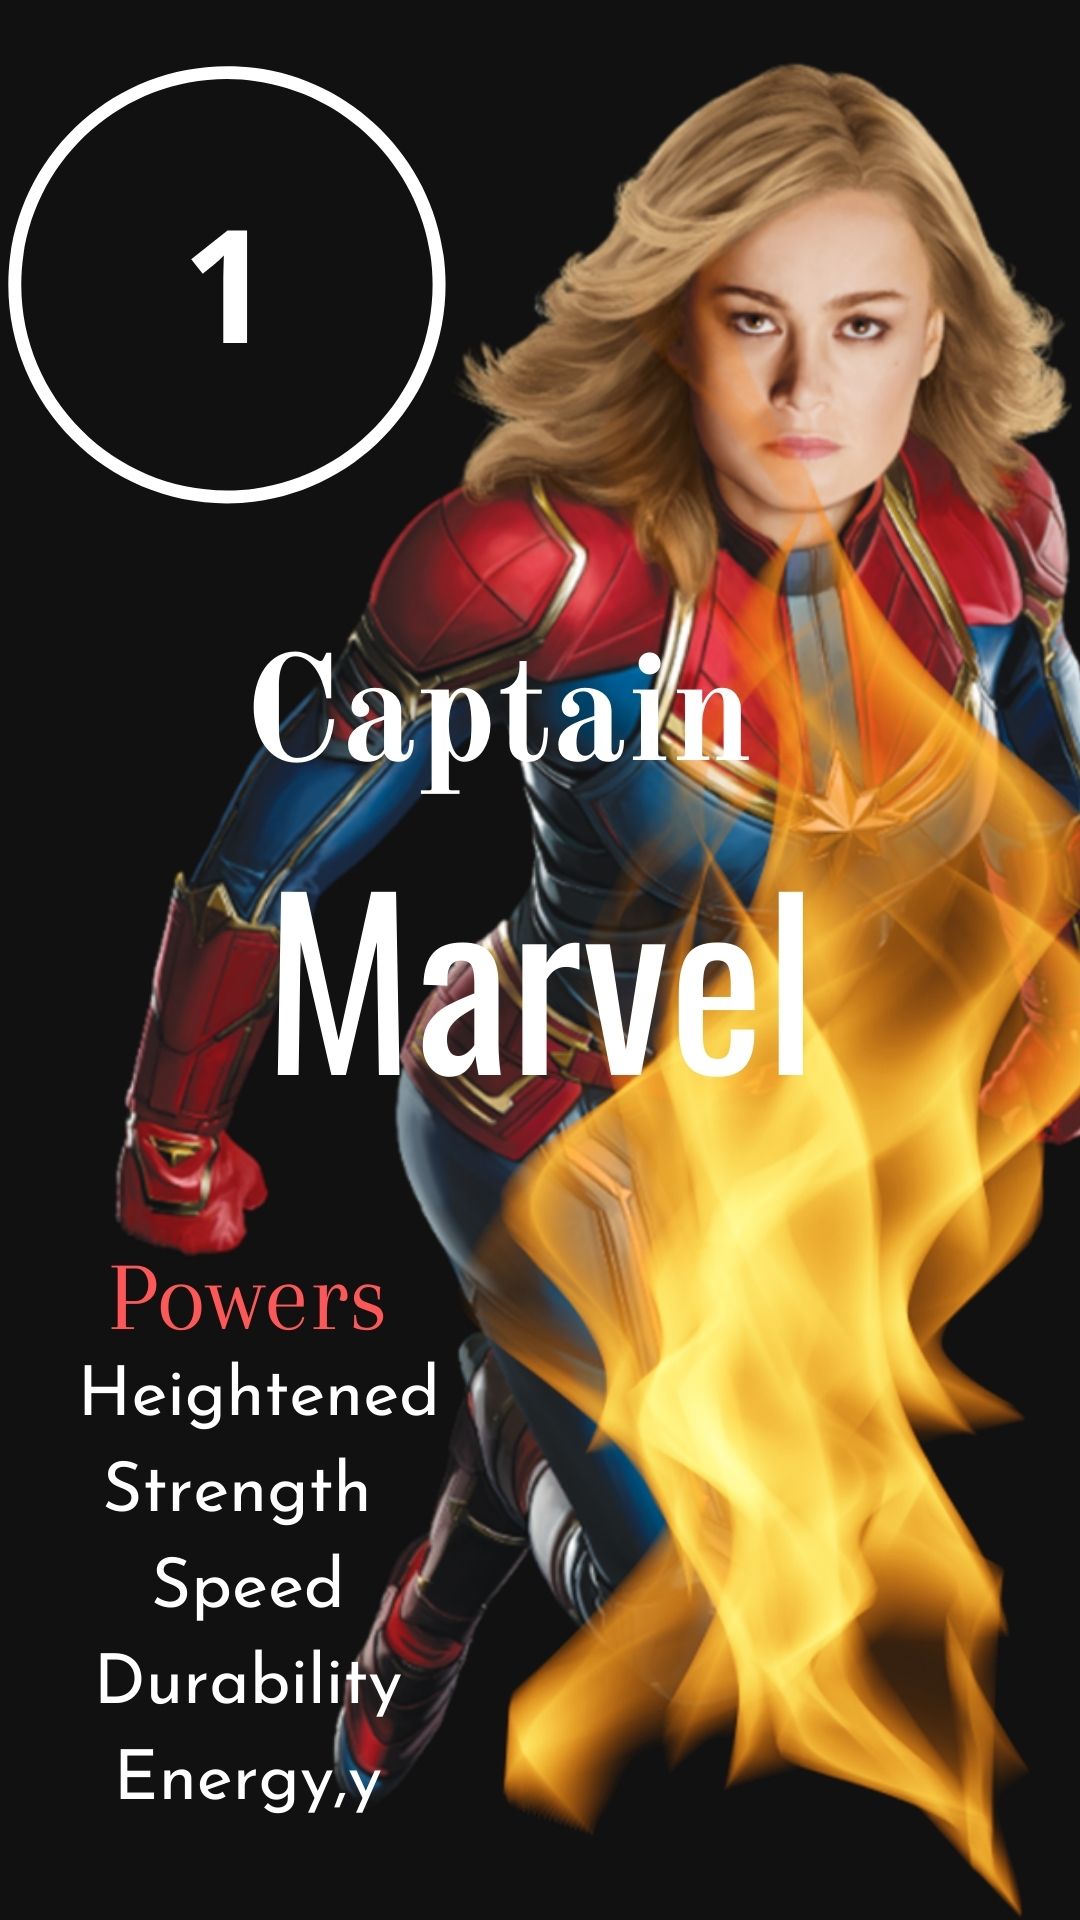 1
Captain
Marvel
Powers
Heightened
Strength
Speed
Durability
Energy,y